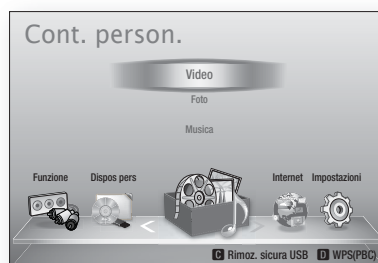 Cont. person.
Video
Foto
Musica
Funzione Dispos pers Internet Impostazioni
C Rimoz. sicura USB D WPS(PBC)